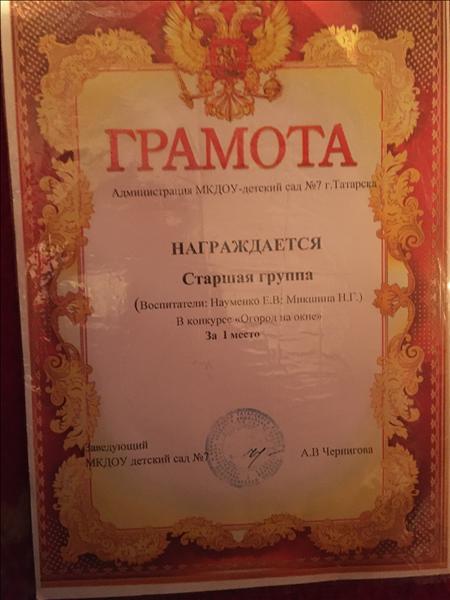 ГРАМОТА
Администрация МКДОУ-детский сад №7 г.Татарска
НАГРАЖДАЕТСЯ
Старшая группа
(Воспитатели: Науменко Е.В; Микшина Н.Г.)
В конкурсе «Огород на окне»
За 1 место
Заведующий
МКДОУ детский сад №7
А.В Чернигова